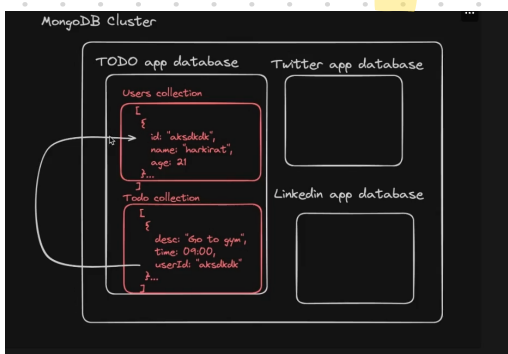 MongoDB Cluster
TODO app database
Users collection
[
{
id: "aksdkdk",
name: "harkirat",
age: 21
}...
]
Todo collection
[
{
desc: "Go to gym",
time: 09:00,
userId: "aksdkdk"
}...
]
Twitter app database
Linkedin app database